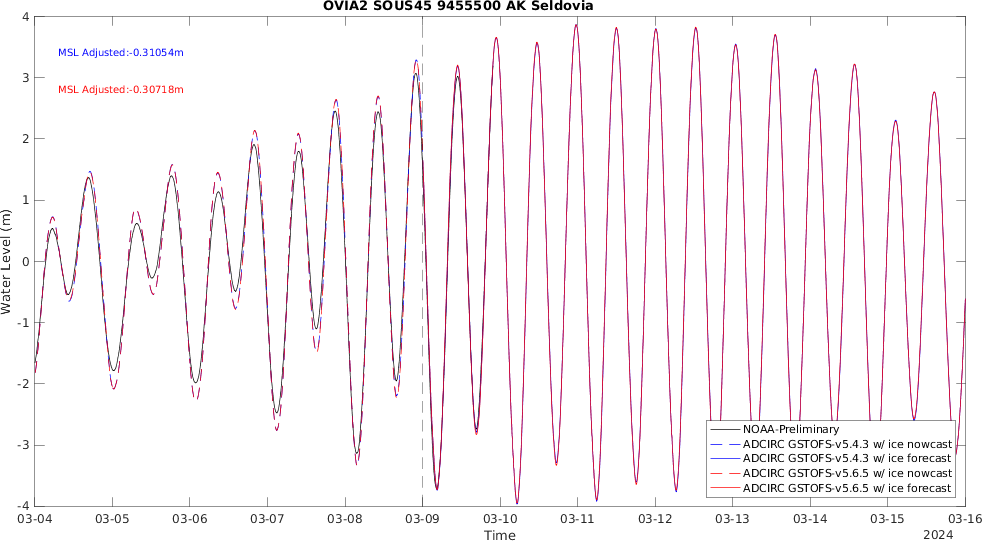 OVIA2 SOUS45 9455500 AK Seldovia
MSL Adjusted:-0.31054m
MSL Adjusted:-0.30718m
Water Level (m)
4
3
2
1
0
-1
-2
-3
-4
NOAA-Preliminary
ADCIRC GSTOFS-v5.4.3 w/ ice nowcast
ADCIRC GSTOFS-v5.4.3 w/ ice forecast
ADCIRC GSTOFS-v5.6.5 w/ ice nowcast
ADCIRC GSTOFS-v5.6.5 w/ ice forecast
03-04 03-05 03-06 03-07 03-08 03-09 03-10 03-11 03-12 03-13 03-14 03-15 03-16
Time
2024